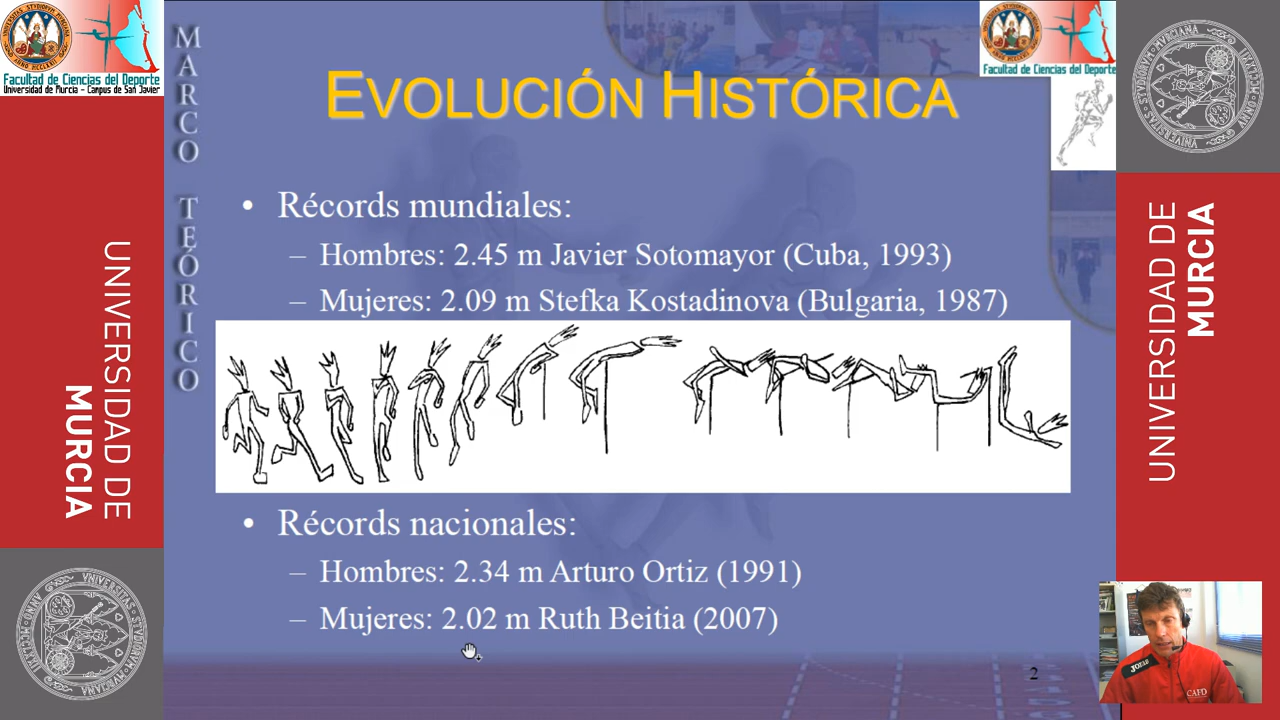 Facultad de Ciencias del Deporte
Universidad de Murcia - Campus de San Javier
UNIVERSIDAD DE
MURCIA
MARCO TEÓRICO
EVOLUCIÓN HISTÓRICA
• Récords mundiales:
– Hombres: 2.45 m Javier Sotomayor (Cuba, 1993)
– Mujeres: 2.09 m Stefka Kostadinova (Bulgaria, 1987)
• Récords nacionales:
– Hombres: 2.34 m Arturo Ortiz (1991)
– Mujeres: 2.02 m Ruth Beitia (2007)
2
Facultad de Ciencias del Deporte
UNIVERSIDAD DE
MURCIA
JOMA
CAFD